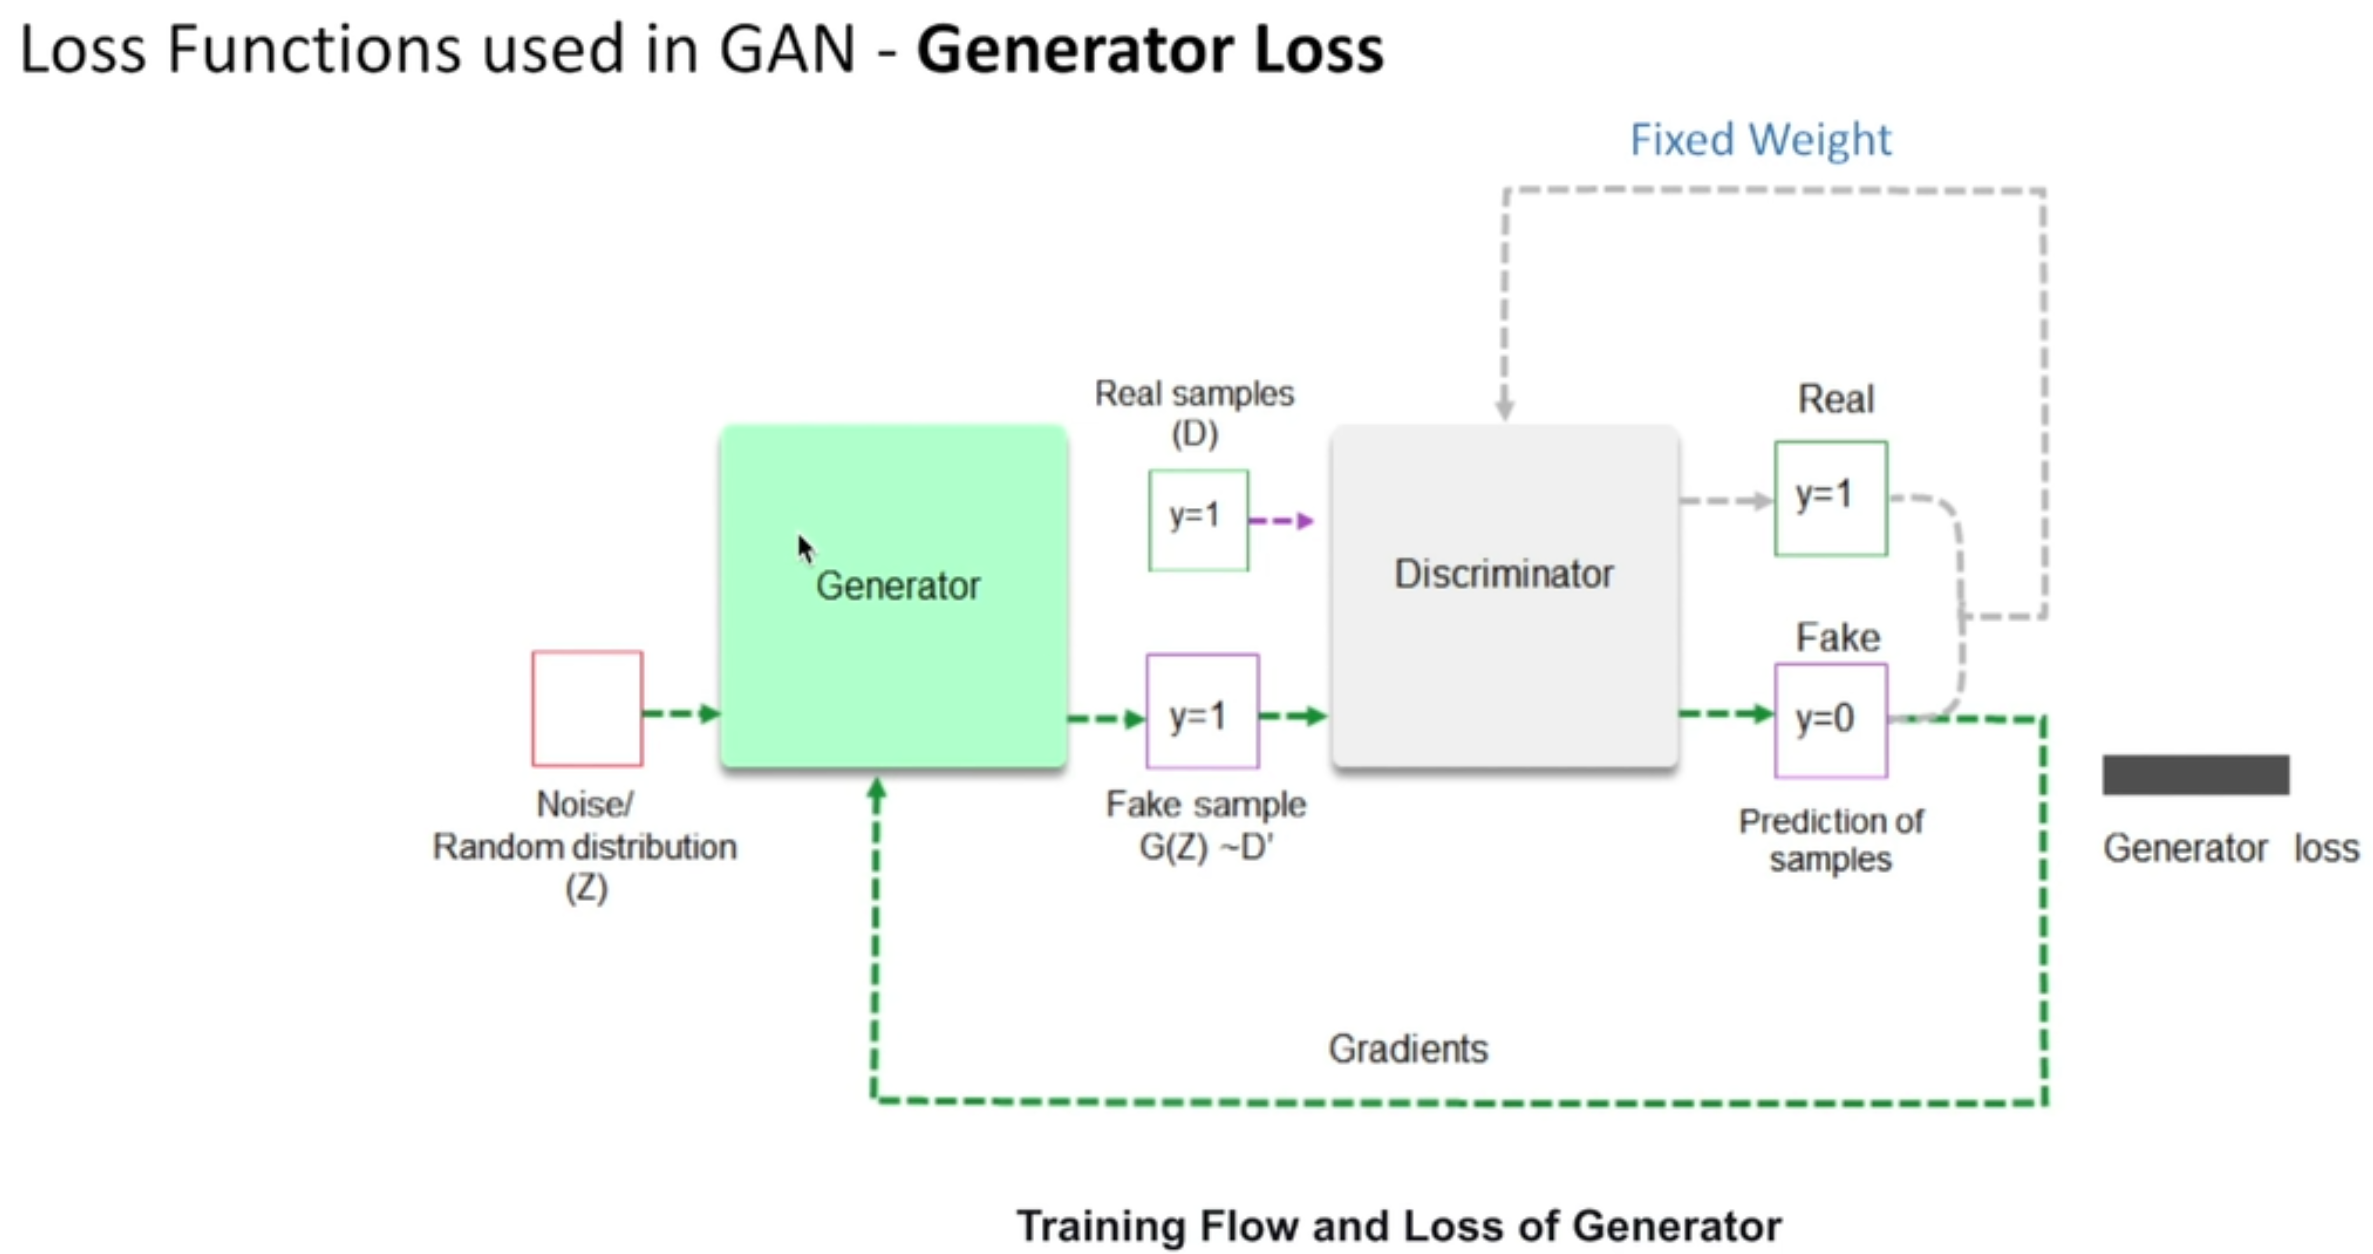 Loss Functions used in GAN - Generator Loss
Fixed Weight
Real samples
(D)
Real
y=1
y=1
Generator
Discriminator
Fake
y=1
y=0
Noise/
Random distribution
(Z)
Fake sample
G(Z) ~D'
Prediction of
samples
Generator loss
Gradients
Training Flow and Loss of Generator